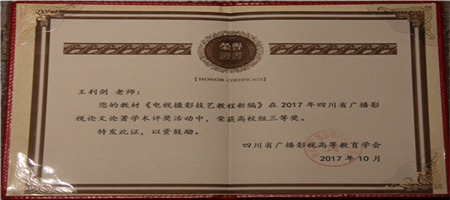 荣誉
证书
[HONOR CERTIFICATE]
王利剑 老师：
您的教材《电视摄影技艺教程新编》在2017年四川省广播影
视论文论著学术评奖活动中，荣获高校组三等奖。
特发此证，以资鼓励。
四川省广播影视高等教育学会
2017年10月